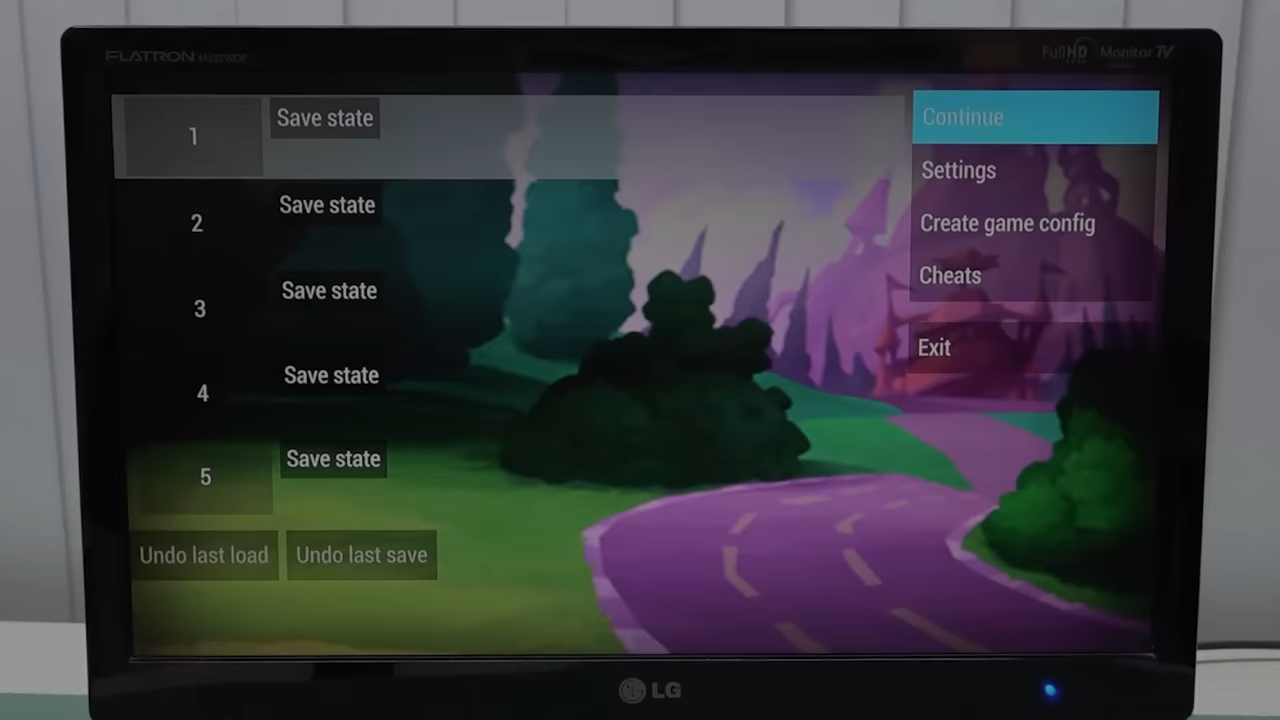 FLATRON
FullHD Monitor TV
1 Save state
2 Save state
3 Save state
4 Save state
5 Save state
Undo last load Undo last save
Continue
Settings
Create game config
Cheats
Exit
LG